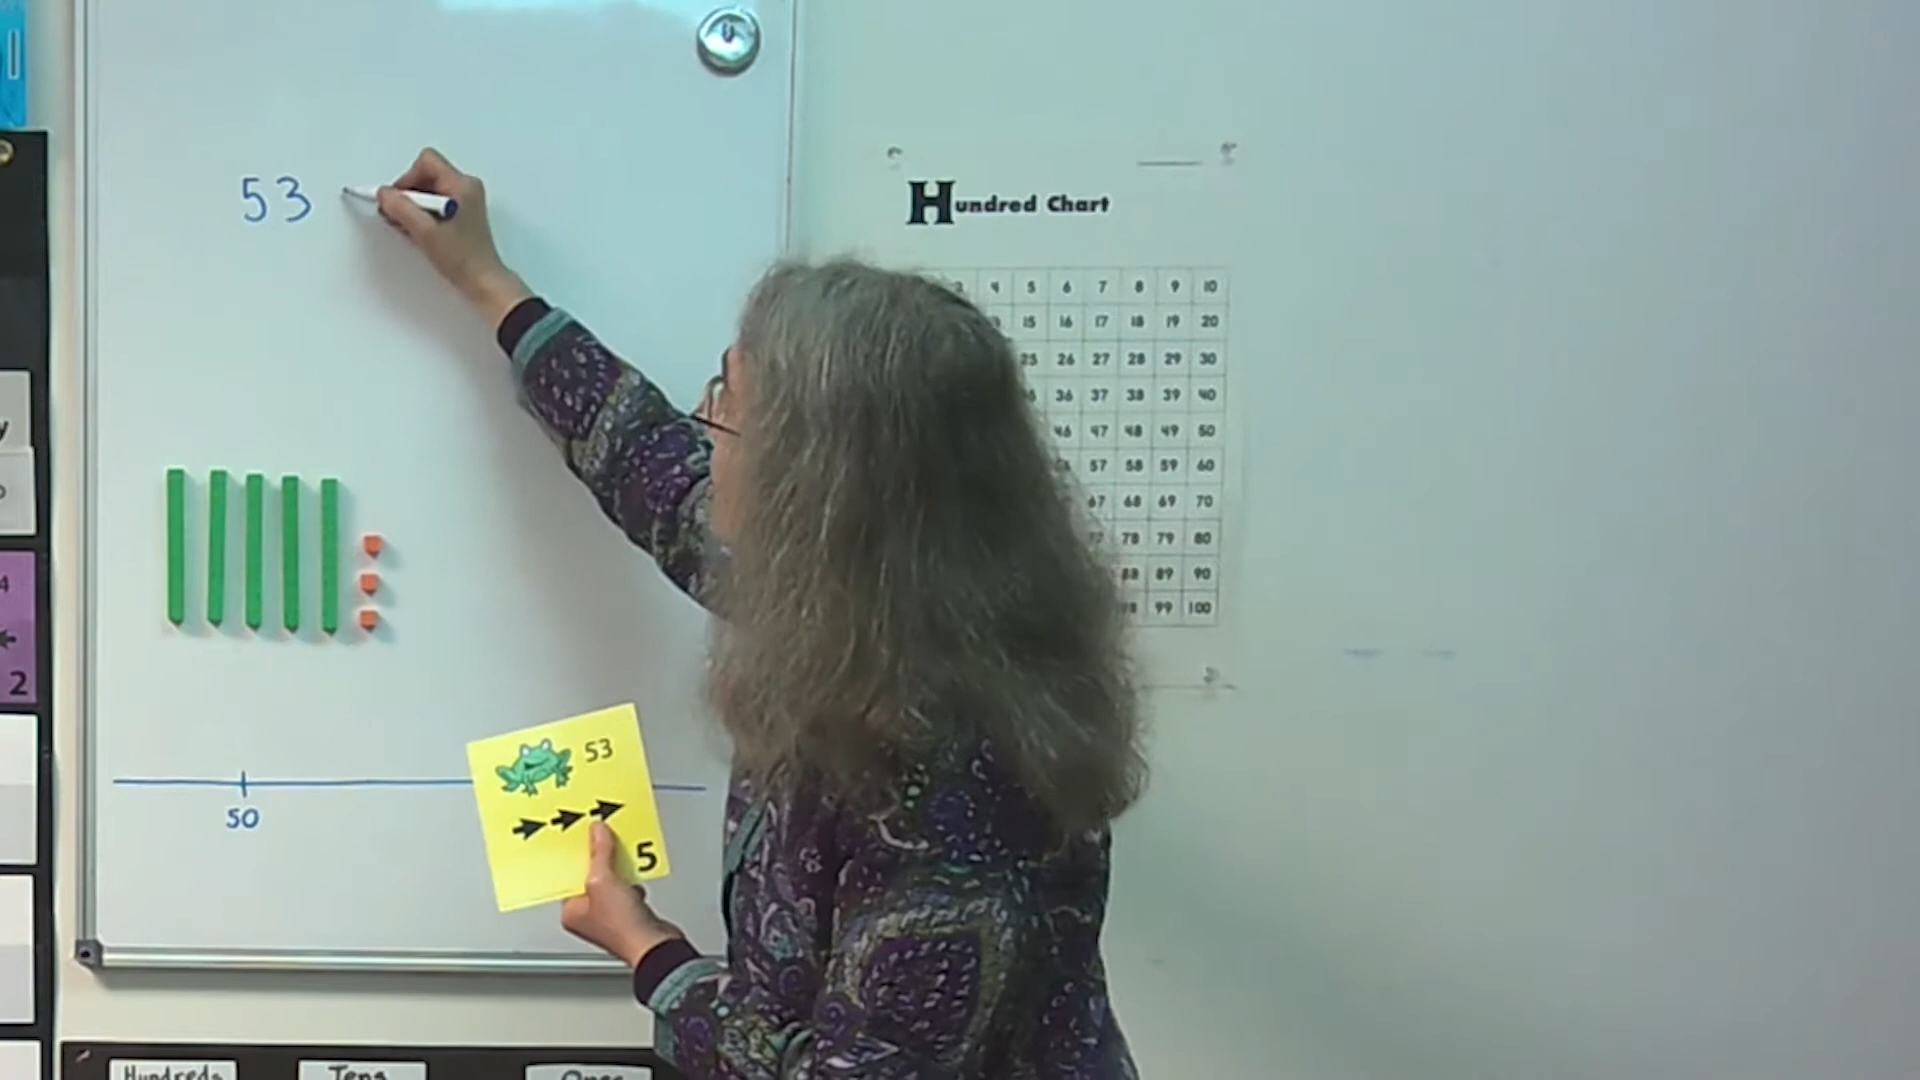 53
50
53
5
Hundred Chart
4 5 6 7 8 9 10
15 16 17 18 19 20
25 26 27 28 29 30
36 37 38 39 40
46 47 48 49 50
57 58 59 60
67 68 69 70
78 79 80
88 89 90
99 100
y
4
2
Hundreds Tens Ones